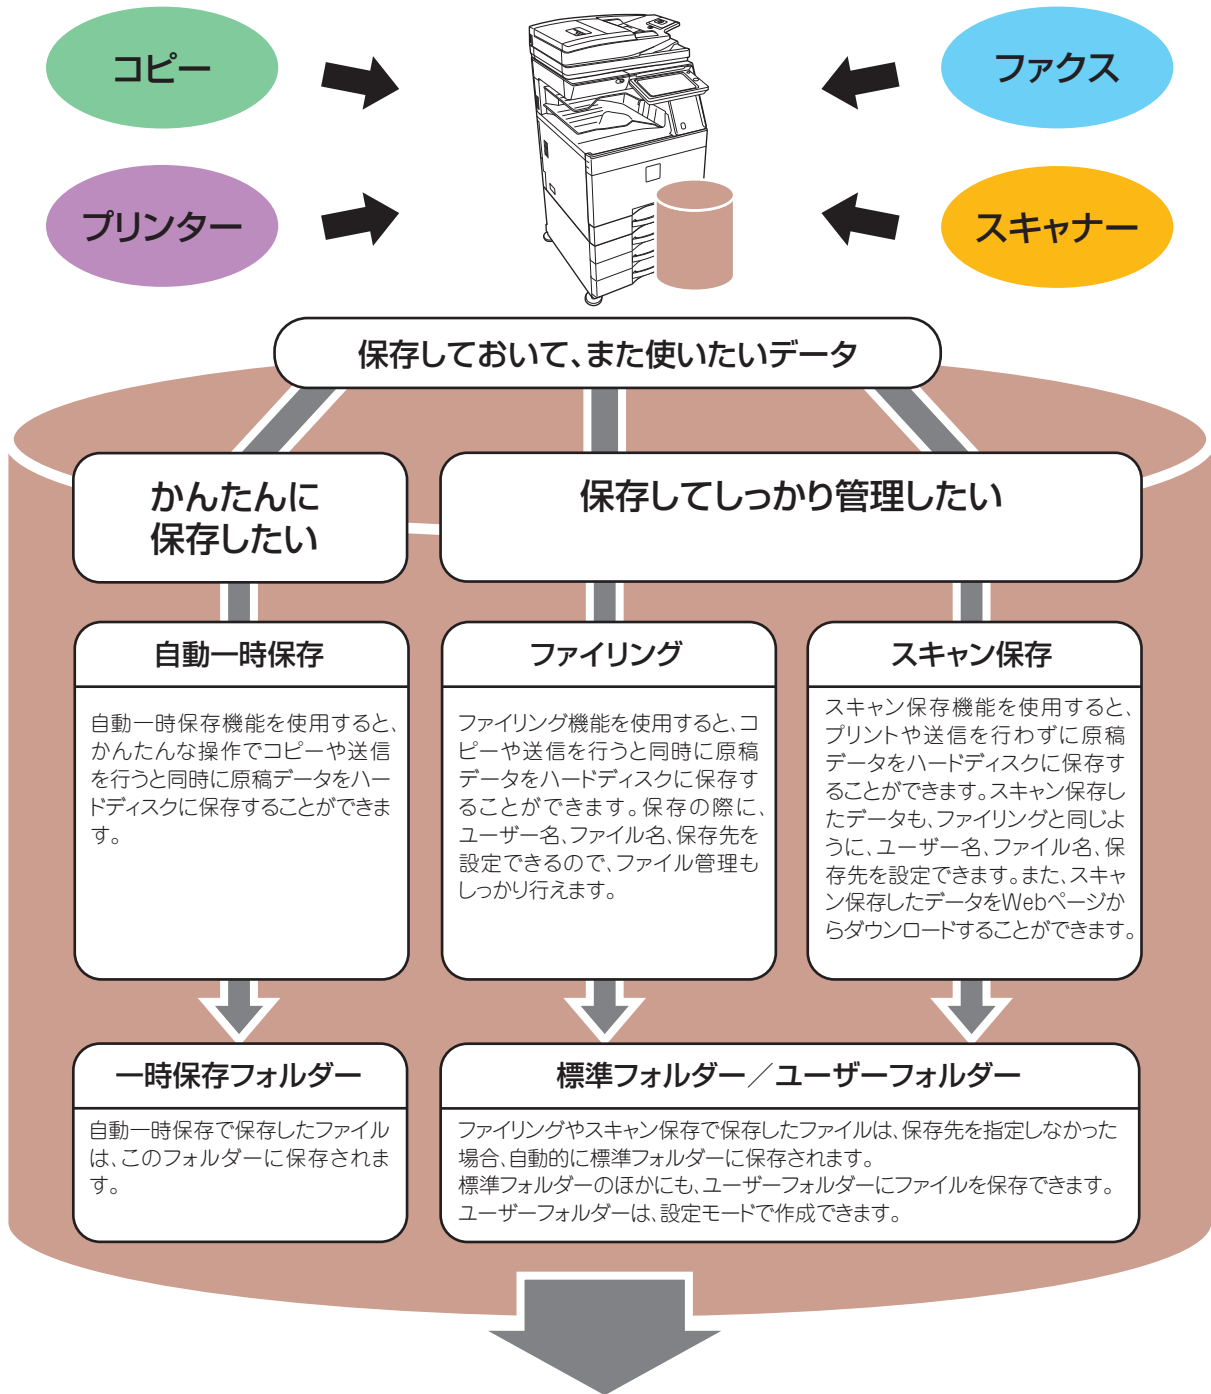 コピー
ファクス
プリンター
スキャナー
保存しておいて、また使いたいデータ
かんたんに
保存したい
保存してしっかり管理したい
自動一時保存
自動一時保存機能を使用すると、
かんたんな操作でコピーや送信
を行うと同時に原稿データをハー
ドディスクに保存することができま
す。
ファイリング
ファイリング機能を使用すると、コ
ピーや送信を行うと同時に原稿
データをハードディスクに保存す
ることができます。保存の際に、
ユーザー名、ファイル名、保存先を
設定できるので、ファイル管理も
しっかり行えます。
スキャン保存
スキャン保存機能を使用すると、
プリントや送信を行わずに原稿
データをハードディスクに保存す
ることができます。スキャン保存し
たデータも、ファイリングと同じよ
うに、ユーザー名、ファイル名、保
存先を設定できます。また、スキャ
ン保存したデータをWebページか
らダウンロードすることができます。
一時保存フォルダー
自動一時保存で保存したファイル
は、このフォルダーに保存されま
す。
標準フォルダー／ユーザーフォルダー
ファイリングやスキャン保存で保存したファイルは、保存先を指定しなかった
場合、自動的に標準フォルダーに保存されます。
標準フォルダーのほかにも、ユーザーフォルダーにファイルを保存できます。
ユーザーフォルダーは、設定モードで作成できます。